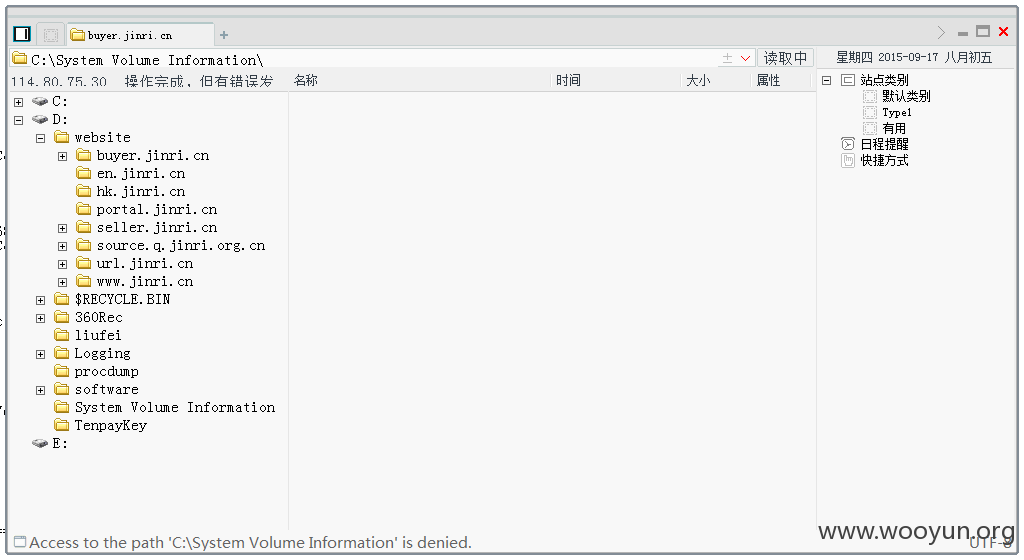 buyer.jinri.cn
C:\System Volume Information\
读取中
星期四 2015-09-17 八月初五
114.80.75.30 操作完成，但有错误发
名称 时间 大小 属性
C:
D:
website
buyer.jinri.cn
en.jinri.cn
hk.jinri.cn
portal.jinri.cn
seller.jinri.cn
source.q.jinri.org.cn
url.jinri.cn
www.jinri.cn
$RECYCLE.BIN
360Rec
liufei
Logging
procdump
software
System Volume Information
TenpayKey
E:
站点类别
默认类别
Type1
有用
日程提醒
快捷方式
Access to the path 'C:\System Volume Information' is denied.
UTF-8
www.wooyun.org